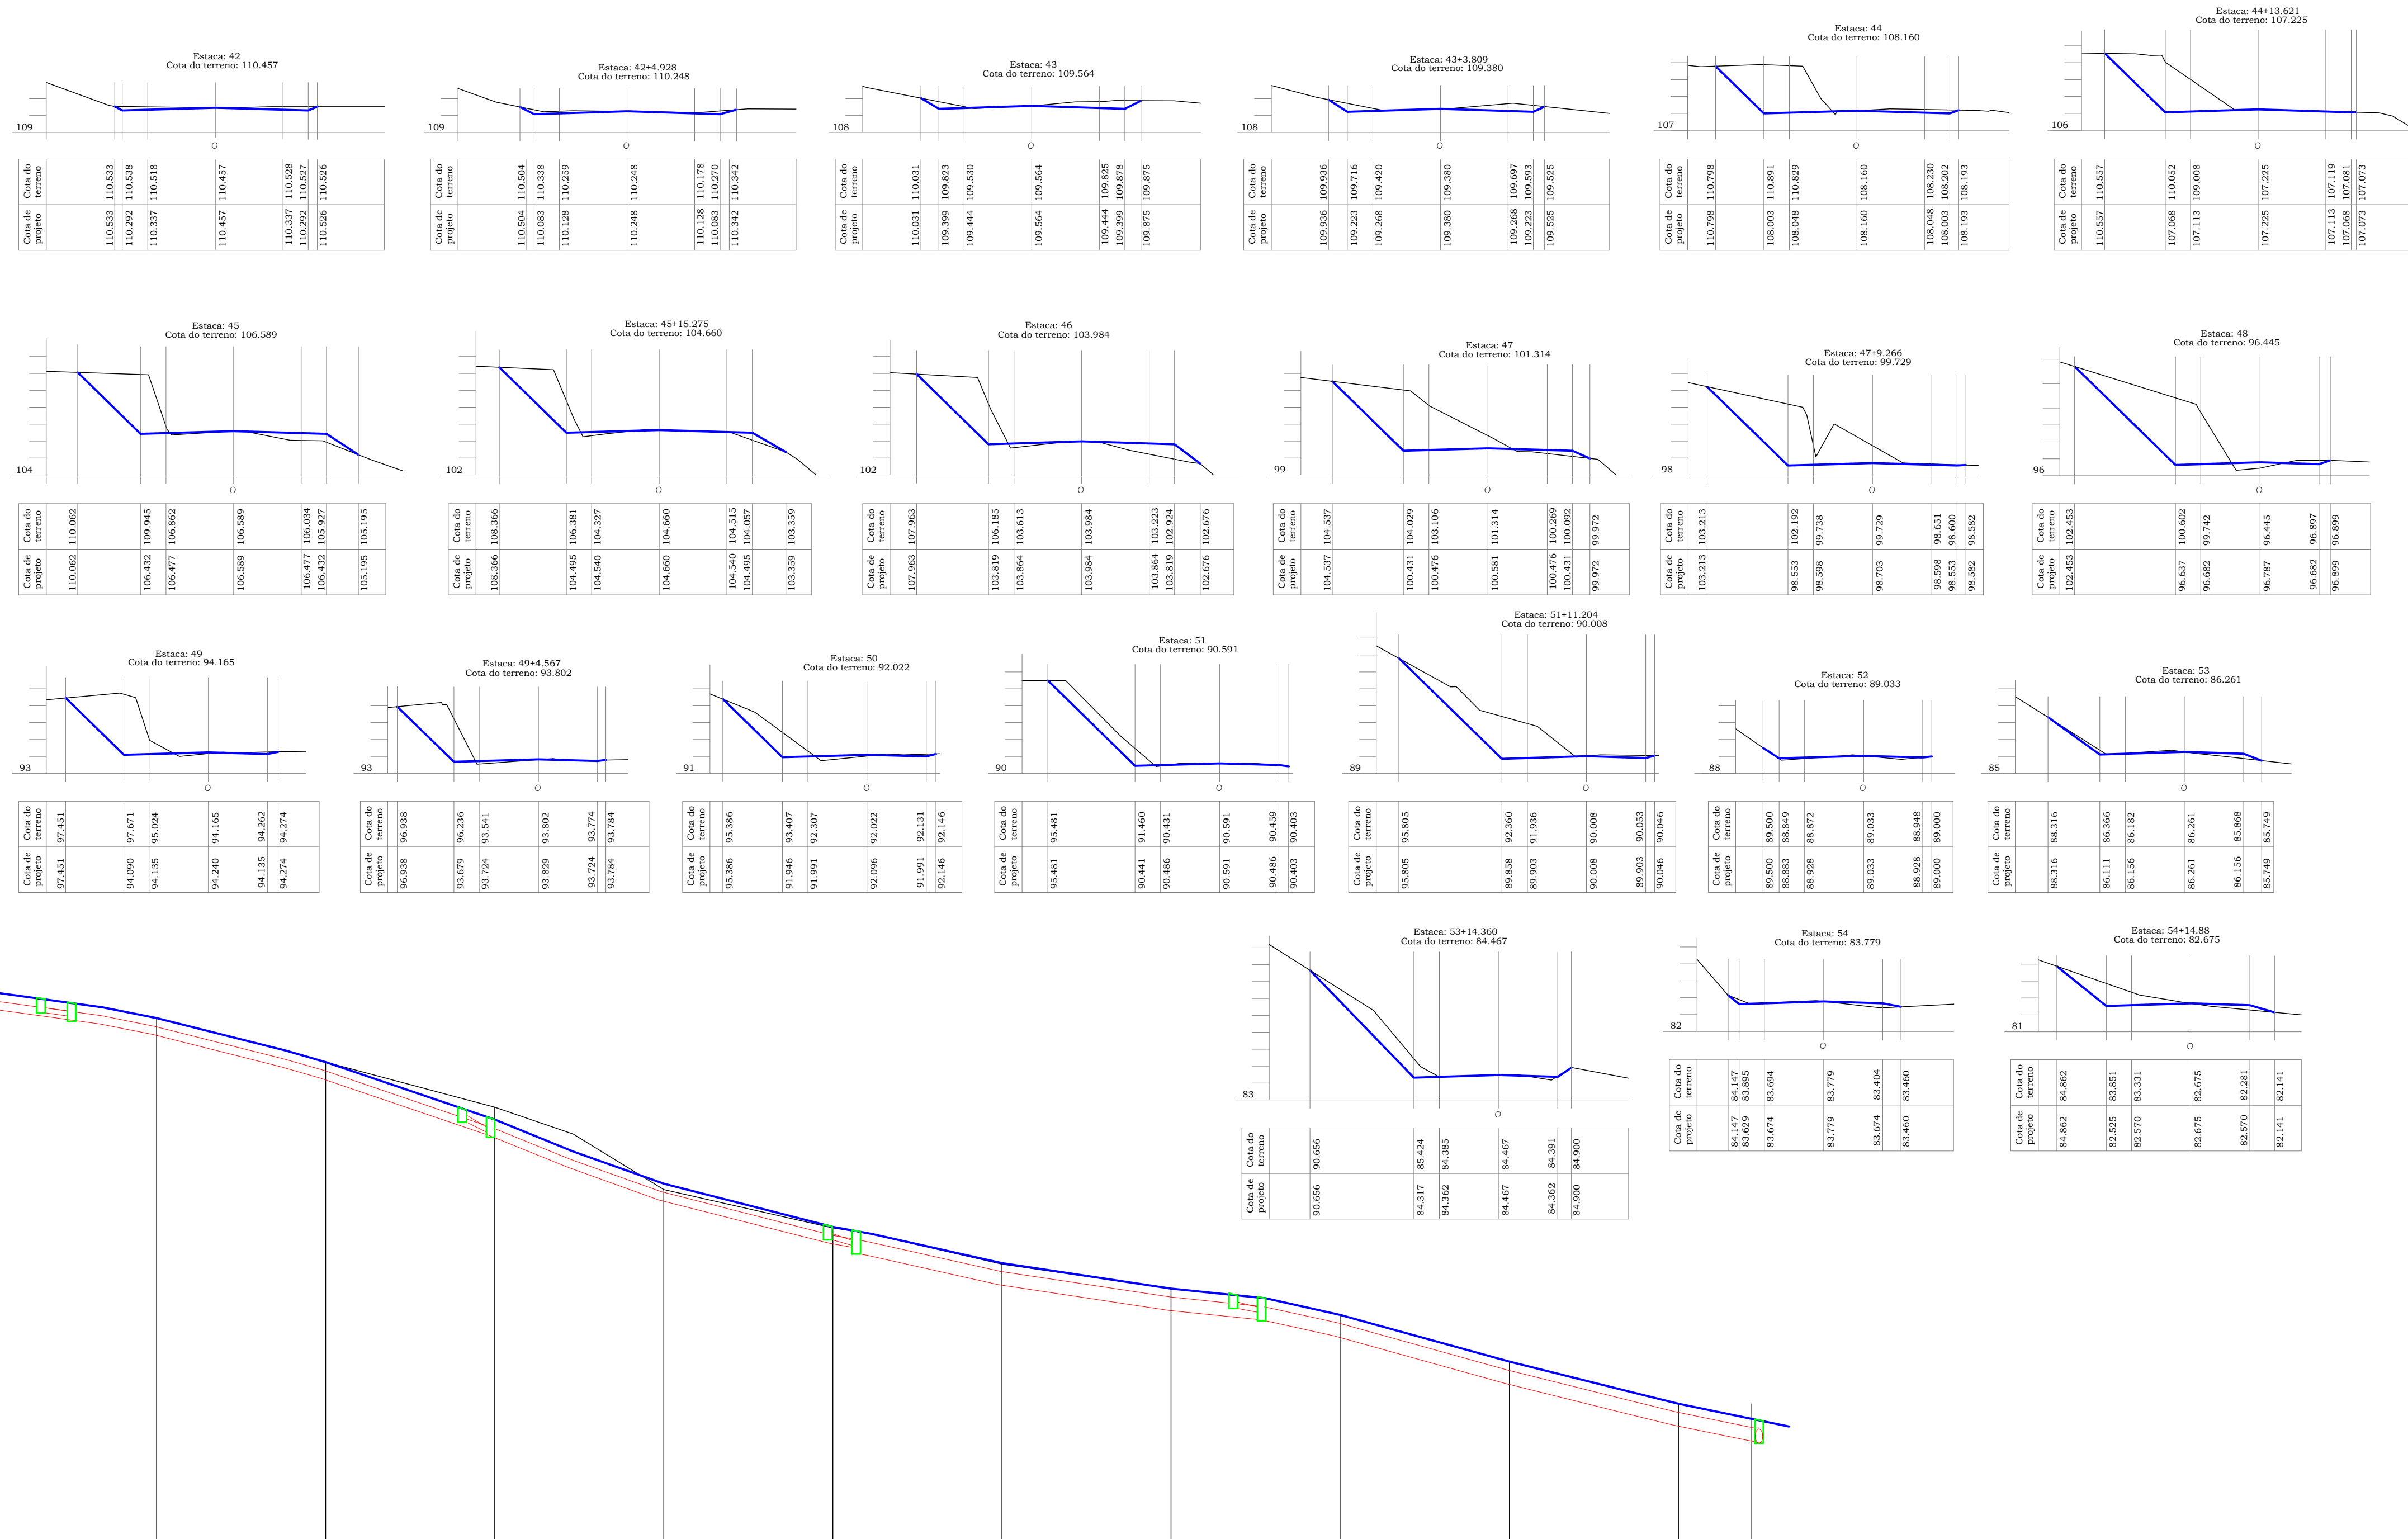 Estaca: 42
Cota do terreno: 110.457
109
O
Cota do terreno
110.533 110.538 110.518 110.457 110.528 110.527 110.526
Cota de projeto
110.533 110.292 110.337 110.457 110.337 110.292 110.526
Estaca: 42+4.928
Cota do terreno: 110.248
109
O
Cota do terreno
110.504 110.338 110.259 110.248 110.178 110.270 110.342
Cota de projeto
110.504 110.083 110.128 110.248 110.128 110.083 110.342
Estaca: 43
Cota do terreno: 109.564
108
O
Cota do terreno
110.031 109.823 109.530 109.564 109.825 109.878 109.875
Cota de projeto
110.031 109.399 109.444 109.564 109.444 109.399 109.875
Estaca: 43+3.809
Cota do terreno: 109.380
108
O
Cota do terreno
109.936 109.716 109.420 109.380 109.697 109.593 109.525
Cota de projeto
109.936 109.223 109.268 109.380 109.268 109.223 109.525
Estaca: 44
Cota do terreno: 108.160
107
O
Cota do terreno
110.798 110.891 110.829 108.160 108.230 108.202 108.193
Cota de projeto
110.798 108.003 108.048 108.160 108.048 108.003 108.193
Estaca: 44+13.621
Cota do terreno: 107.225
106
O
Cota do terreno
110.557 110.052 109.008 107.225 107.119 107.081 107.073
Cota de projeto
110.557 107.068 107.113 107.225 107.113 107.068 107.073
Estaca: 45
Cota do terreno: 106.589
104
O
Cota do terreno
110.062 109.945 106.862 106.589 106.034 105.927 105.195
Cota de projeto
110.062 106.432 106.477 106.589 106.477 106.432 105.195
Estaca: 45+15.275
Cota do terreno: 104.660
102
O
Cota do terreno
108.366 106.381 104.327 104.660 104.515 104.057 103.359
Cota de projeto
108.366 104.495 104.540 104.660 104.540 104.495 103.359
Estaca: 46
Cota do terreno: 103.984
102
O
Cota do terreno
107.963 106.185 103.613 103.984 103.223 102.924 102.676
Cota de projeto
107.963 103.819 103.864 103.984 103.864 103.819 102.676
Estaca: 47
Cota do terreno: 101.314
99
O
Cota do terreno
104.537 104.029 103.106 101.314 100.269 100.092 99.972
Cota de projeto
104.537 100.431 100.476 100.581 100.476 100.431 99.972
Estaca: 47+9.266
Cota do terreno: 99.729
98
O
Cota do terreno
103.213 102.192 99.738 99.729 98.651 98.600 98.582
Cota de projeto
103.213 98.553 98.598 98.703 98.598 98.553 98.582
Estaca: 48
Cota do terreno: 96.445
96
O
Cota do terreno
102.453 100.602 99.742 96.445 96.897 96.899
Cota de projeto
102.453 96.637 96.682 96.787 96.682 96.899
Estaca: 49
Cota do terreno: 94.165
93
O
Cota do terreno
97.451 97.671 95.024 94.165 94.262 94.274
Cota de projeto
97.451 94.090 94.135 94.240 94.135 94.274
Estaca: 49+4.567
Cota do terreno: 93.802
93
O
Cota do terreno
96.938 96.236 93.541 93.802 93.774 93.784
Cota de projeto
96.938 93.679 93.724 93.829 93.724 93.784
Estaca: 50
Cota do terreno: 92.022
91
O
Cota do terreno
95.386 93.407 92.307 92.022 92.131 92.146
Cota de projeto
95.386 91.946 91.991 92.096 91.991 92.146
Estaca: 51
Cota do terreno: 90.591
90
O
Cota do terreno
95.481 91.460 90.431 90.591 90.459 90.403
Cota de projeto
95.481 90.441 90.486 90.591 90.486 90.403
Estaca: 51+11.204
Cota do terreno: 90.008
89
O
Cota do terreno
95.805 92.360 91.936 90.008 90.053 90.046
Cota de projeto
95.805 89.858 89.903 90.008 89.903 90.046
Estaca: 52
Cota do terreno: 89.033
88
O
Cota do terreno
89.500 88.849 88.872 89.033 88.948 89.000
Cota de projeto
89.500 88.883 88.928 89.033 88.928 89.000
Estaca: 53
Cota do terreno: 86.261
85
O
Cota do terreno
88.316 86.366 86.182 86.261 85.868 85.749
Cota de projeto
88.316 86.111 86.156 86.261 86.156 85.749
Estaca: 53+14.360
Cota do terreno: 84.467
83
O
Cota do terreno
90.656 85.424 84.385 84.467 84.391 84.900
Cota de projeto
90.656 84.317 84.362 84.467 84.362 84.900
Estaca: 54
Cota do terreno: 83.779
82
O
Cota do terreno
84.147 83.895 83.694 83.779 83.404 83.460
Cota de projeto
84.147 83.629 83.674 83.779 83.674 83.460
Estaca: 54+14.88
Cota do terreno: 82.675
81
O
Cota do terreno
84.862 83.851 83.331 82.675 82.281 82.141
Cota de projeto
84.862 82.525 82.570 82.675 82.570 82.141